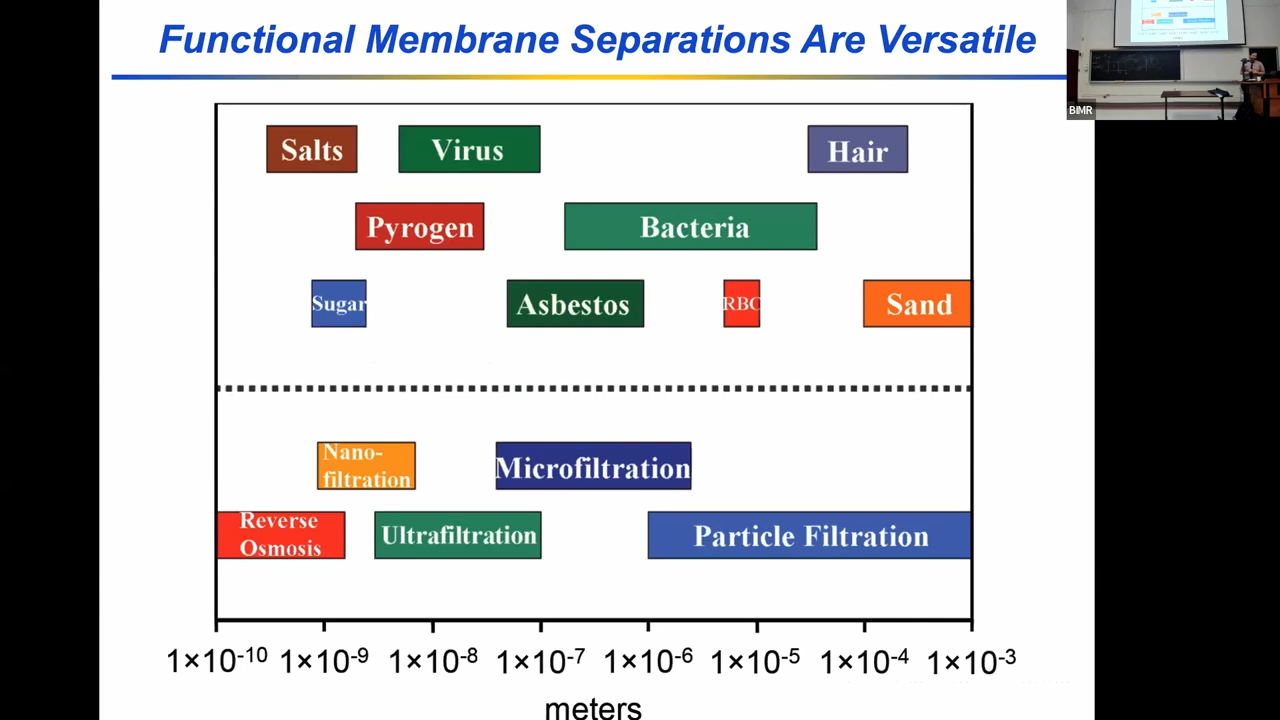 Functional Membrane Separations Are Versatile
BIMR
Salts
Virus
Hair
Pyrogen
Bacteria
Sugar
Asbestos
RBC
Sand
Nano-
filtration
Microfiltration
Reverse
Osmosis
Ultrafiltration
Particle Filtration
1×10-10 1×10-9 1×10-8 1×10-7 1×10-6 1×10-5 1×10-4 1×10-3
meters